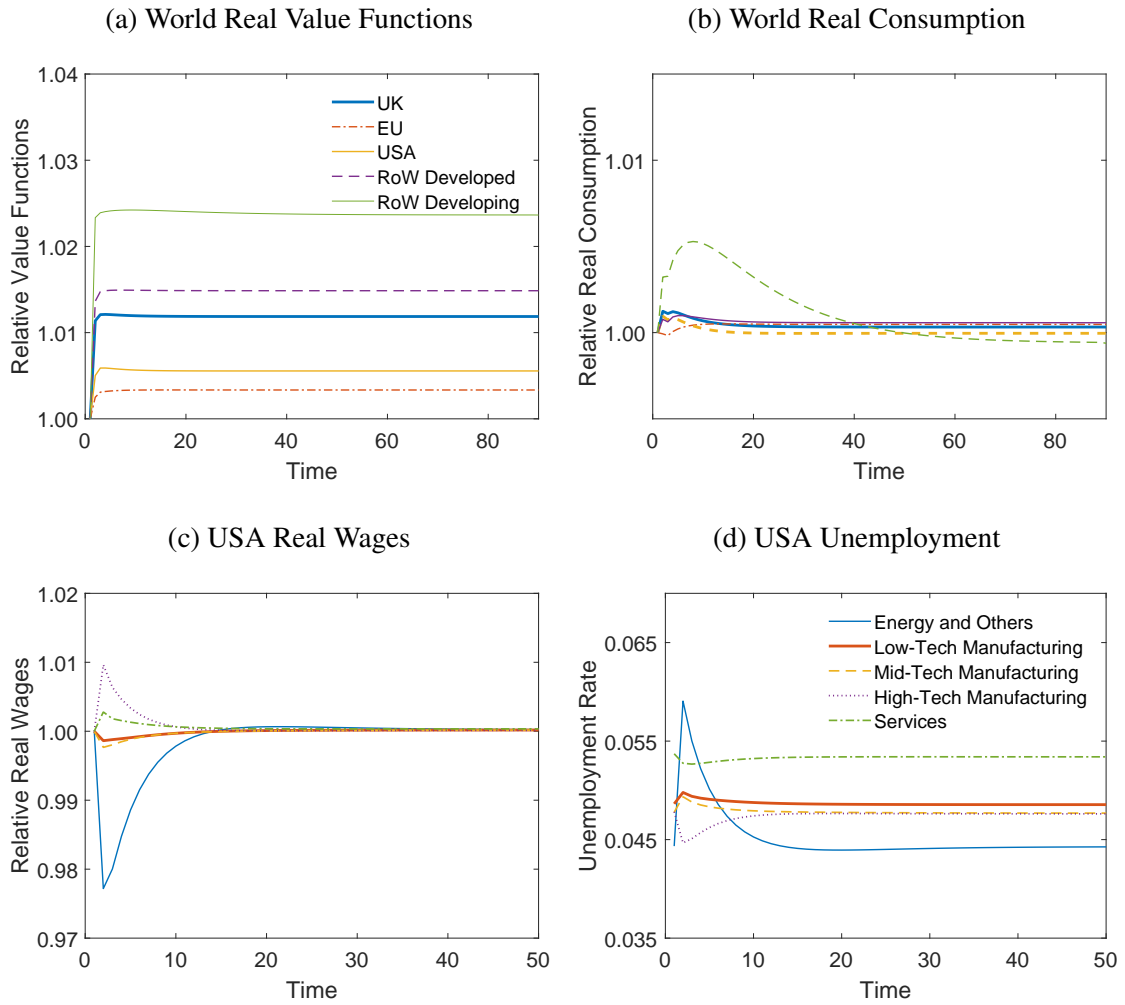 (a) World Real Value Functions
1.04
1.03
1.02
1.01
1.00
Relative Value Functions
0
20
40
60
80
Time
UK
EU
USA
RoW Developed
RoW Developing
(b) World Real Consumption
1.01
1.00
Relative Real Consumption
0
20
40
60
80
Time
(c) USA Real Wages
1.02
1.01
1.00
0.99
0.98
0.97
Relative Real Wages
0
10
20
30
40
50
Time
(d) USA Unemployment
0.065
0.055
0.045
0.035
Unemployment Rate
0
10
20
30
40
50
Time
Energy and Others
Low-Tech Manufacturing
Mid-Tech Manufacturing
High-Tech Manufacturing
Services